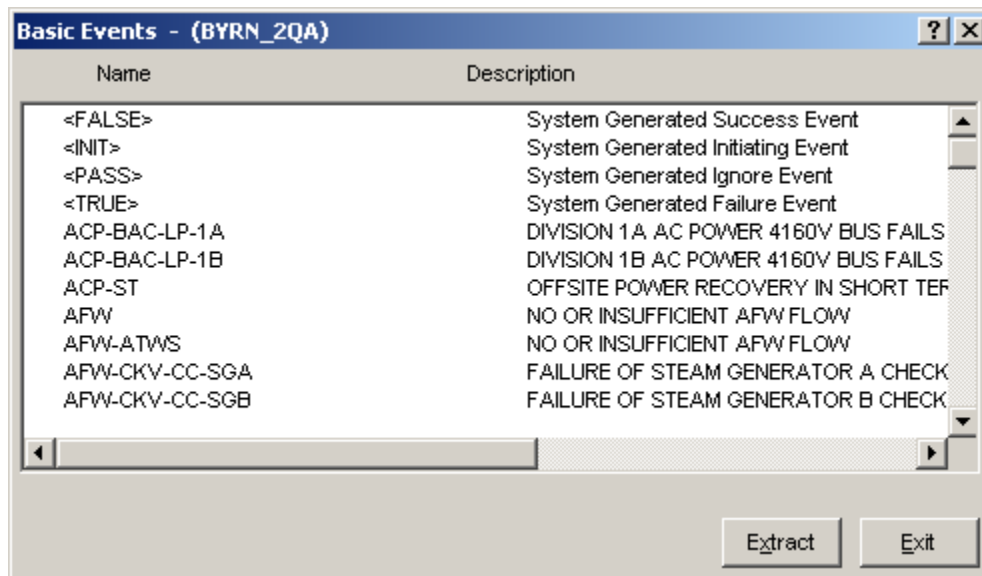 Basic Events - (BYRN_2QA)
Name Description
<FALSE> System Generated Success Event
<INIT> System Generated Initiating Event
<PASS> System Generated Ignore Event
<TRUE> System Generated Failure Event
ACP-BAC-LP-1A DIVISION 1A AC POWER 4160V BUS FAILS
ACP-BAC-LP-1B DIVISION 1B AC POWER 4160V BUS FAILS
ACP-ST OFFSITE POWER RECOVERY IN SHORT TER
AFW NO OR INSUFFICIENT AFW FLOW
AFW-ATWS NO OR INSUFFICIENT AFW FLOW
AFW-CKV-CC-SGA FAILURE OF STEAM GENERATOR A CHECK
AFW-CKV-CC-SGB FAILURE OF STEAM GENERATOR B CHECK
Extract Exit